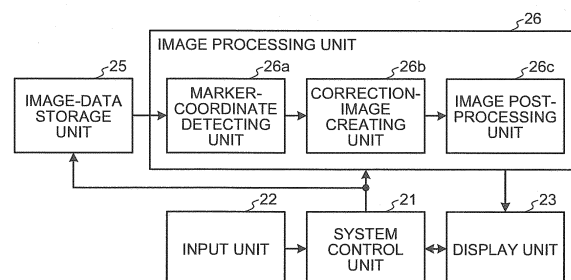 26
IMAGE PROCESSING UNIT
25
26a
26b
26c
IMAGE-DATA
STORAGE
UNIT
MARKER-
COORDINATE
DETECTING
UNIT
CORRECTION-
IMAGE
CREATING
UNIT
IMAGE POST-
PROCESSING
UNIT
22
21
23
INPUT UNIT
SYSTEM
CONTROL
UNIT
DISPLAY UNIT